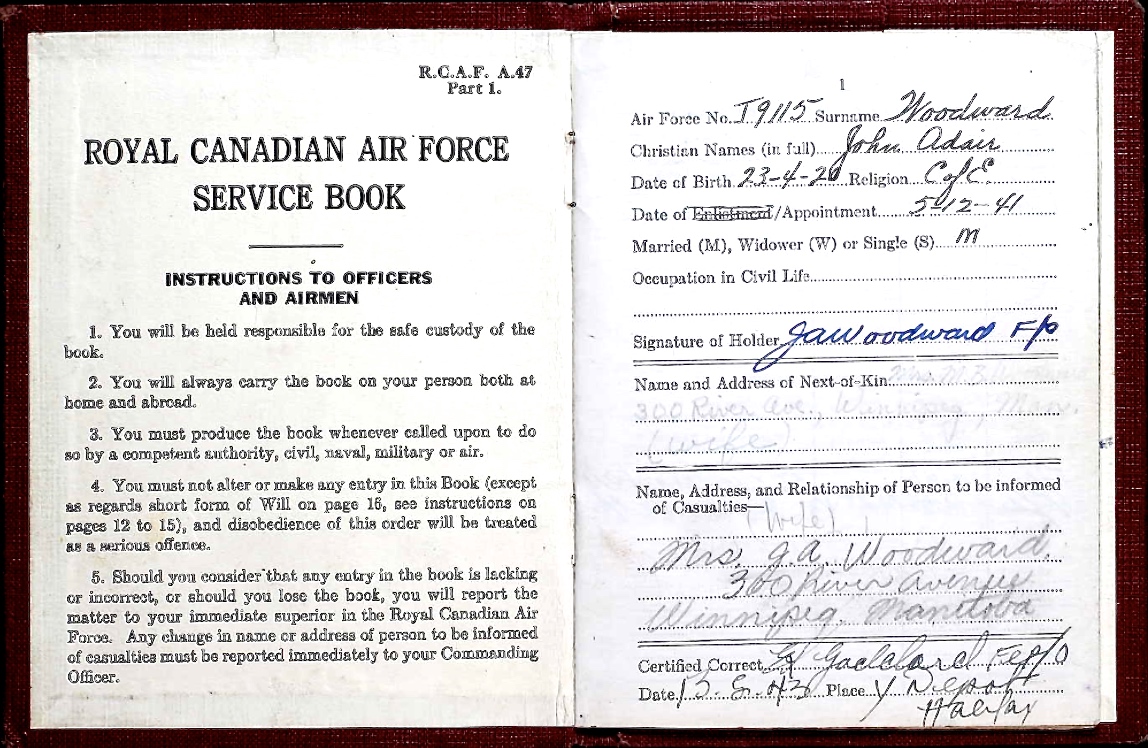 R.C.A.F. A.47
Part 1.
ROYAL CANADIAN AIR FORCE
SERVICE BOOK
INSTRUCTIONS TO OFFICERS
AND AIRMEN
1. You will be held responsible for the safe custody of the
book.
2. You will always carry the book on your person both at
home and abroad.
3. You must produce the book whenever called upon to do
so by a competent authority, civil, naval, military or air.
4. You must not alter or make any entry in this Book (except
as regards short form of Will on page 16, see instructions on
pages 12 to 15), and disobedience of this order will be treated
as a serious offence.
5. Should you consider that any entry in the book is lacking
or incorrect, or should you lose the book, you will report the
matter to your immediate superior in the Royal Canadian Air
Force. Any change in name or address of person to be informed
of casualties must be reported immediately to your Commanding
Officer.
1
Air Force No. J9115 Surname Woodward
Christian Names (in full) John Adair
Date of Birth 23-4-20 Religion C of E.
Date of Enlistment/Appointment 5-12-41
Married (M), Widower (W) or Single (S) M
Occupation in Civil Life
Signature of Holder JAWoodward F/o
Name and Address of Next-of-Kin Mrs. M.
300 River Ave., Winnipeg, Man.
(wife)
Name, Address, and Relationship of Person to be informed
of Casualties— (Wife)
Mrs. J.A. Woodward.
300 River Avenue
Winnipeg. Manitoba
Certified Correct F/O
Date 43 Place Y Depot
Halifax